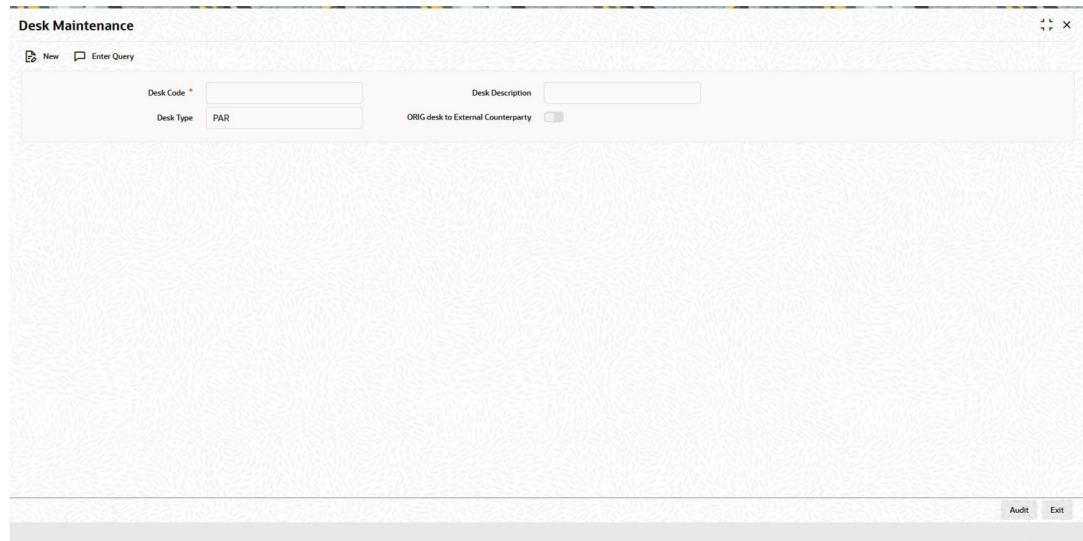 Desk Maintenance
New Enter Query
Desk Code * Desk Description
Desk Type PAR ORIG desk to External Counterparty
Audit Exit